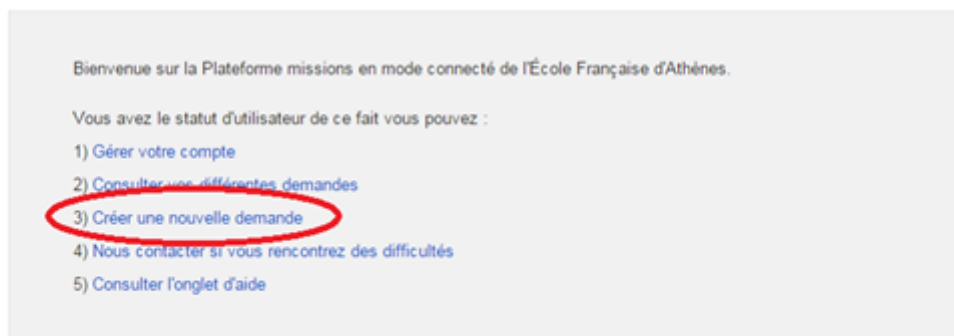 Bienvenue sur la Plateforme missions en mode connecté de l'École Française d'Athènes.
Vous avez le statut d'utilisateur de ce fait vous pouvez :
1) Gérer votre compte
2) Consulter vos différentes demandes
3) Créer une nouvelle demande
4) Nous contacter si vous rencontrez des difficultés
5) Consulter l'onglet d'aide